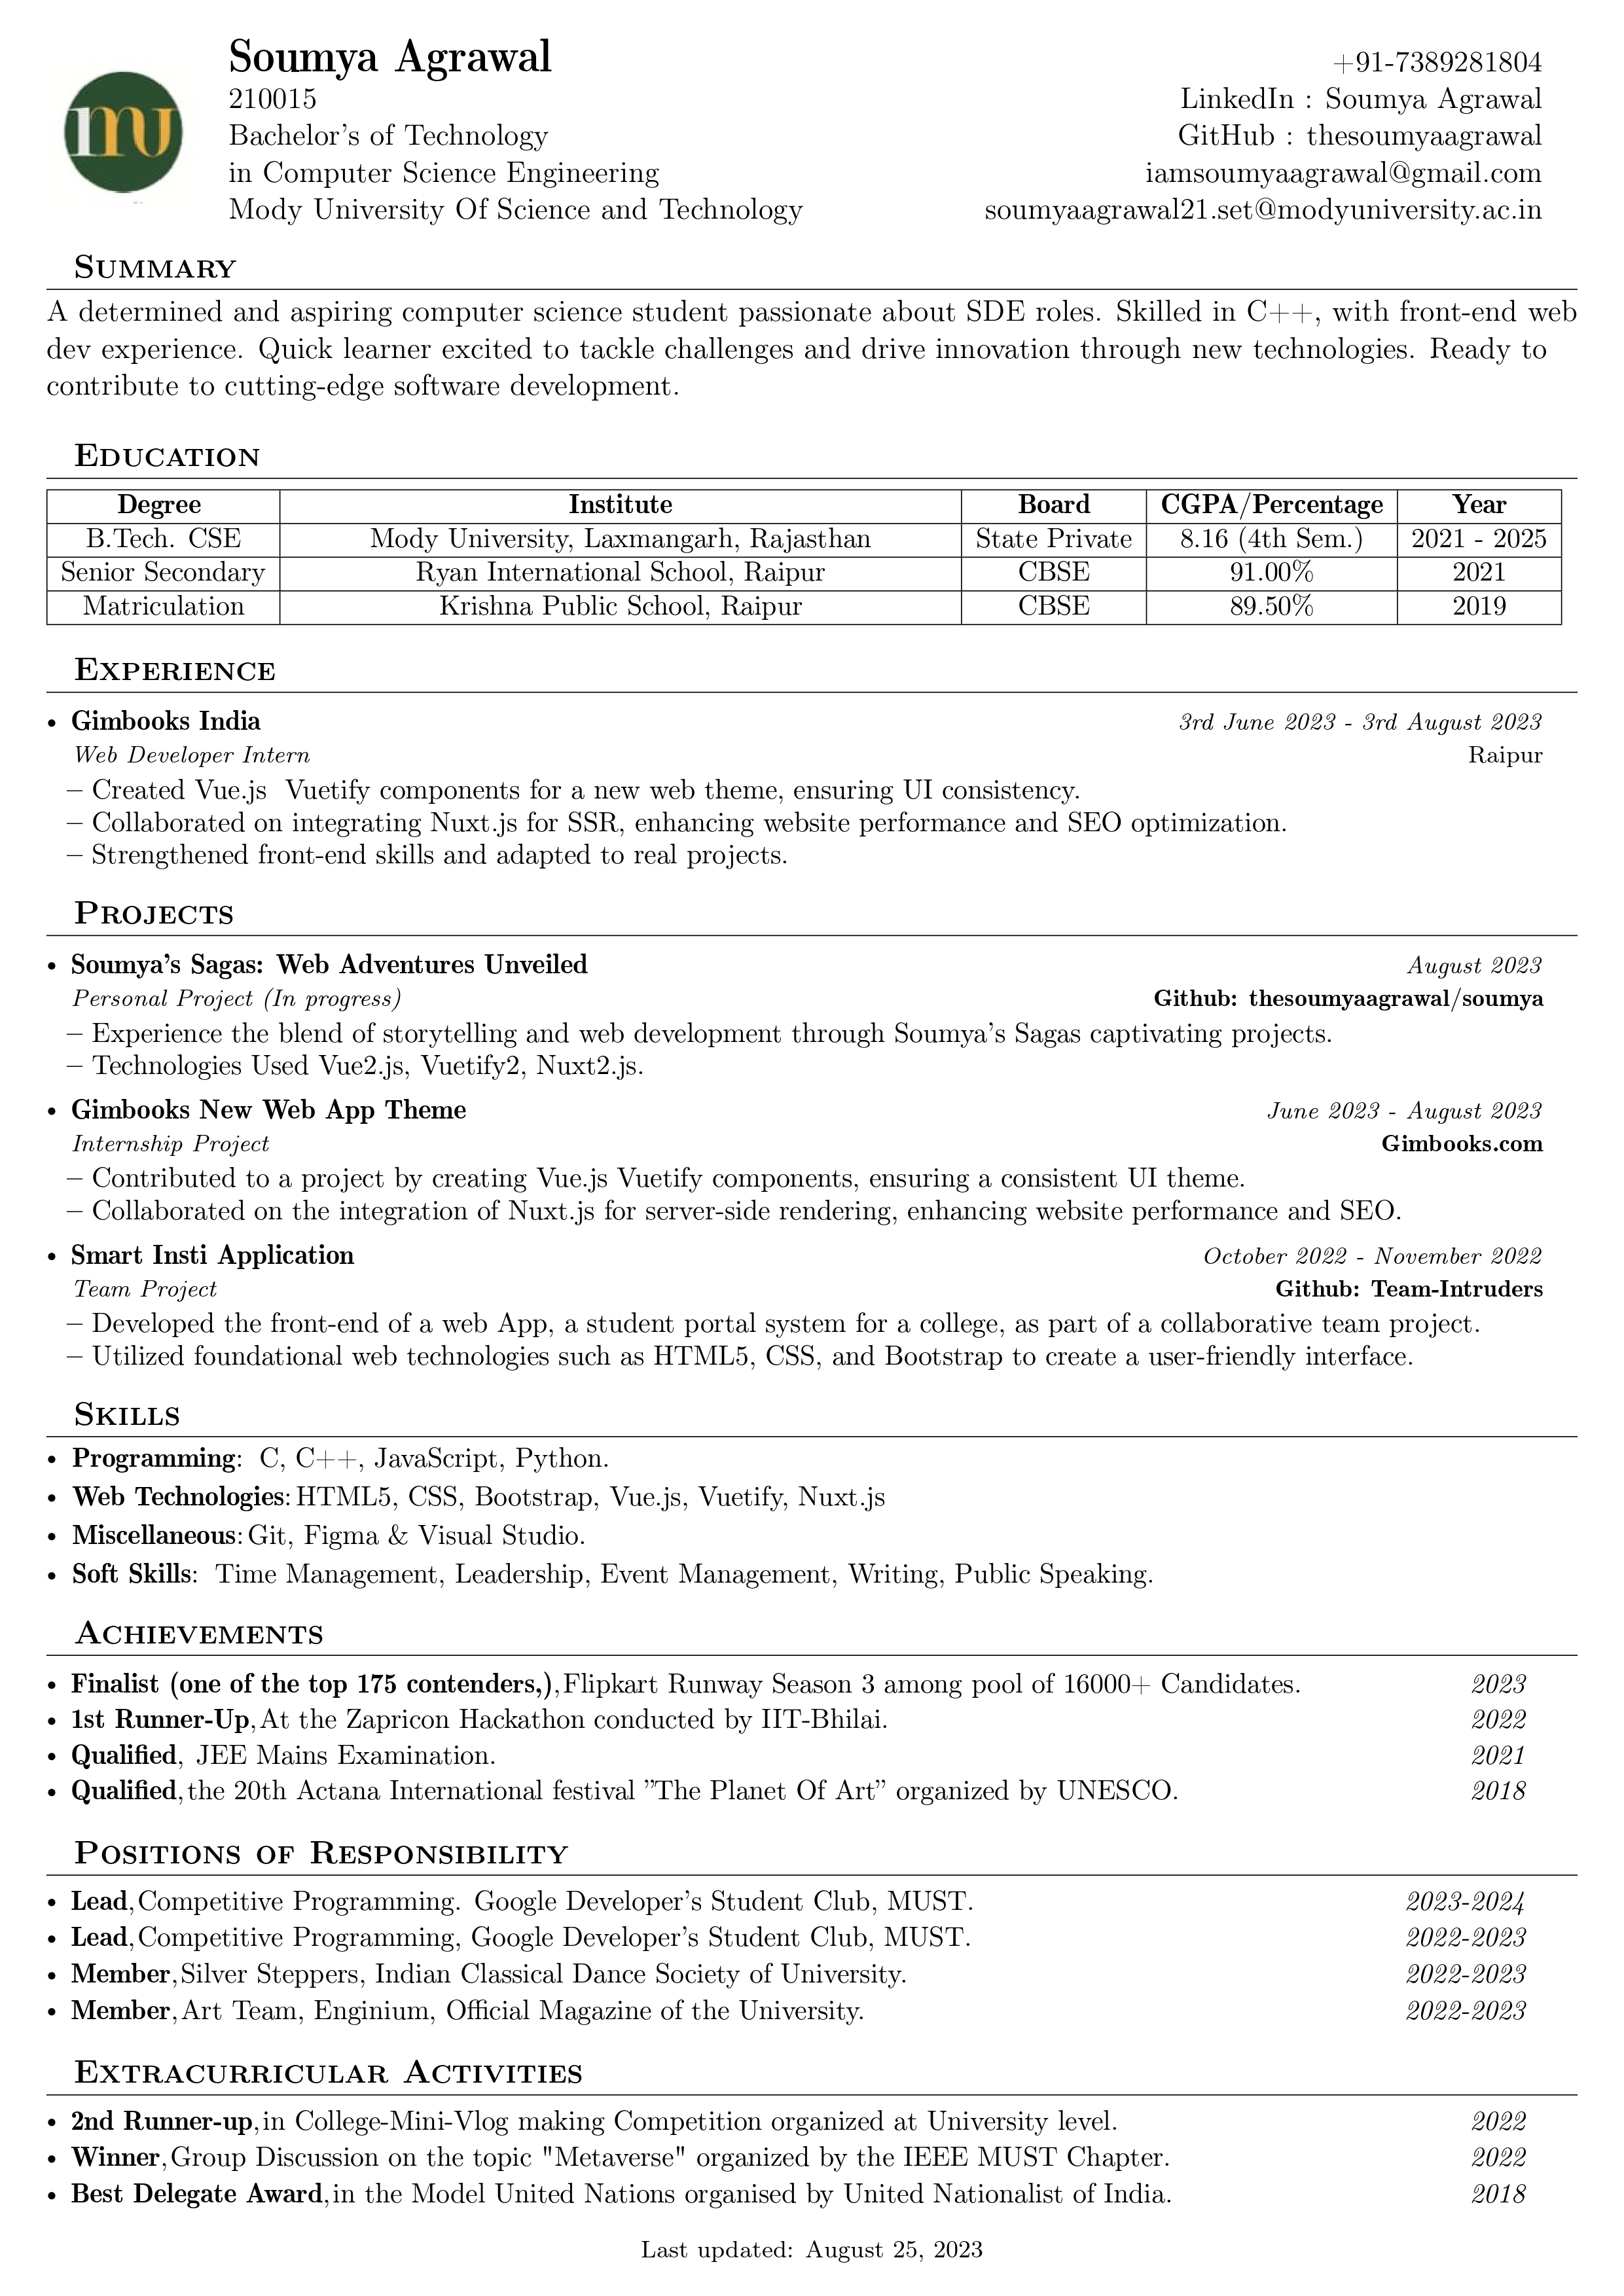 mu
Soumya Agrawal
210015
Bachelor's of Technology
in Computer Science Engineering
Mody University Of Science and Technology
+91-7389281804
LinkedIn : Soumya Agrawal
GitHub : thesoumyaagrawal
iamsoumyaagrawal@gmail.com
soumyaagrawal21.set@modyuniversity.ac.in
Summary
A determined and aspiring computer science student passionate about SDE roles. Skilled in C++, with front-end web
dev experience. Quick learner excited to tackle challenges and drive innovation through new technologies. Ready to
contribute to cutting-edge software development.
Education
Degree Institute Board CGPA/Percentage Year
B.Tech. CSE Mody University, Laxmangarh, Rajasthan State Private 8.16 (4th Sem.) 2021 - 2025
Senior Secondary Ryan International School, Raipur CBSE 91.00% 2021
Matriculation Krishna Public School, Raipur CBSE 89.50% 2019
Experience
• Gimbooks India 3rd June 2023 - 3rd August 2023
Web Developer Intern Raipur
– Created Vue.js Vuetify components for a new web theme, ensuring UI consistency.
– Collaborated on integrating Nuxt.js for SSR, enhancing website performance and SEO optimization.
– Strengthened front-end skills and adapted to real projects.
Projects
• Soumya's Sagas: Web Adventures Unveiled August 2023
Personal Project (In progress) Github: thesoumyaagrawal/soumya
– Experience the blend of storytelling and web development through Soumya's Sagas captivating projects.
– Technologies Used Vue2.js, Vuetify2, Nuxt2.js.
• Gimbooks New Web App Theme June 2023 - August 2023
Internship Project Gimbooks.com
– Contributed to a project by creating Vue.js Vuetify components, ensuring a consistent UI theme.
– Collaborated on the integration of Nuxt.js for server-side rendering, enhancing website performance and SEO.
• Smart Insti Application October 2022 - November 2022
Team Project Github: Team-Intruders
– Developed the front-end of a web App, a student portal system for a college, as part of a collaborative team project.
– Utilized foundational web technologies such as HTML5, CSS, and Bootstrap to create a user-friendly interface.
Skills
• Programming: C, C++, JavaScript, Python.
• Web Technologies: HTML5, CSS, Bootstrap, Vue.js, Vuetify, Nuxt.js
• Miscellaneous: Git, Figma & Visual Studio.
• Soft Skills: Time Management, Leadership, Event Management, Writing, Public Speaking.
Achievements
• Finalist (one of the top 175 contenders,), Flipkart Runway Season 3 among pool of 16000+ Candidates. 2023
• 1st Runner-Up, At the Zapricon Hackathon conducted by IIT-Bhilai. 2022
• Qualified, JEE Mains Examination. 2021
• Qualified, the 20th Actana International festival ”The Planet Of Art” organized by UNESCO. 2018
Positions of Responsibility
• Lead, Competitive Programming. Google Developer's Student Club, MUST. 2023-2024
• Lead, Competitive Programming, Google Developer's Student Club, MUST. 2022-2023
• Member, Silver Steppers, Indian Classical Dance Society of University. 2022-2023
• Member, Art Team, Enginium, Official Magazine of the University. 2022-2023
Extracurricular Activities
• 2nd Runner-up, in College-Mini-Vlog making Competition organized at University level. 2022
• Winner, Group Discussion on the topic "Metaverse" organized by the IEEE MUST Chapter. 2022
• Best Delegate Award, in the Model United Nations organised by United Nationalist of India. 2018
Last updated: August 25, 2023